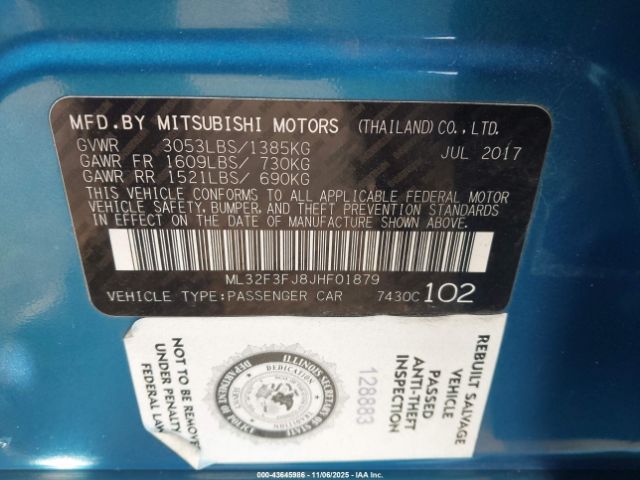 MFD.BY MITSUBISHI MOTORS (THAILAND)CO.,LTD.
GVWR 3053LBS/1385KG JUL 2017
GAWR FR 1609LBS/ 730KG
GAWR RR 1521LBS/ 690KG
THIS VEHICLE CONFORMS TO ALL APPLICABLE FEDERAL MOTOR
VEHICLE SAFETY, BUMPER, AND THEFT PREVENTION STANDARDS
IN EFFECT ON THE DATE OF MANUFACTURE SHOWN ABOVE.
ML32F3FJ8JHF01879
VEHICLE TYPE:PASSENGER CAR 7430C 102
NOT TO BE REMOVED
UNDER PENALTY
FEDERAL LAW
ILLINOIS SECRETARY OF STATE
DEPARTMENT OF
DEDICATION
TRADITION
128883
REBUILT SALVAGE
VEHICLE
PASSED
ANTI-THEFT
INSPECTION
000-43645986 - 11/06/2025 - IAA Inc.